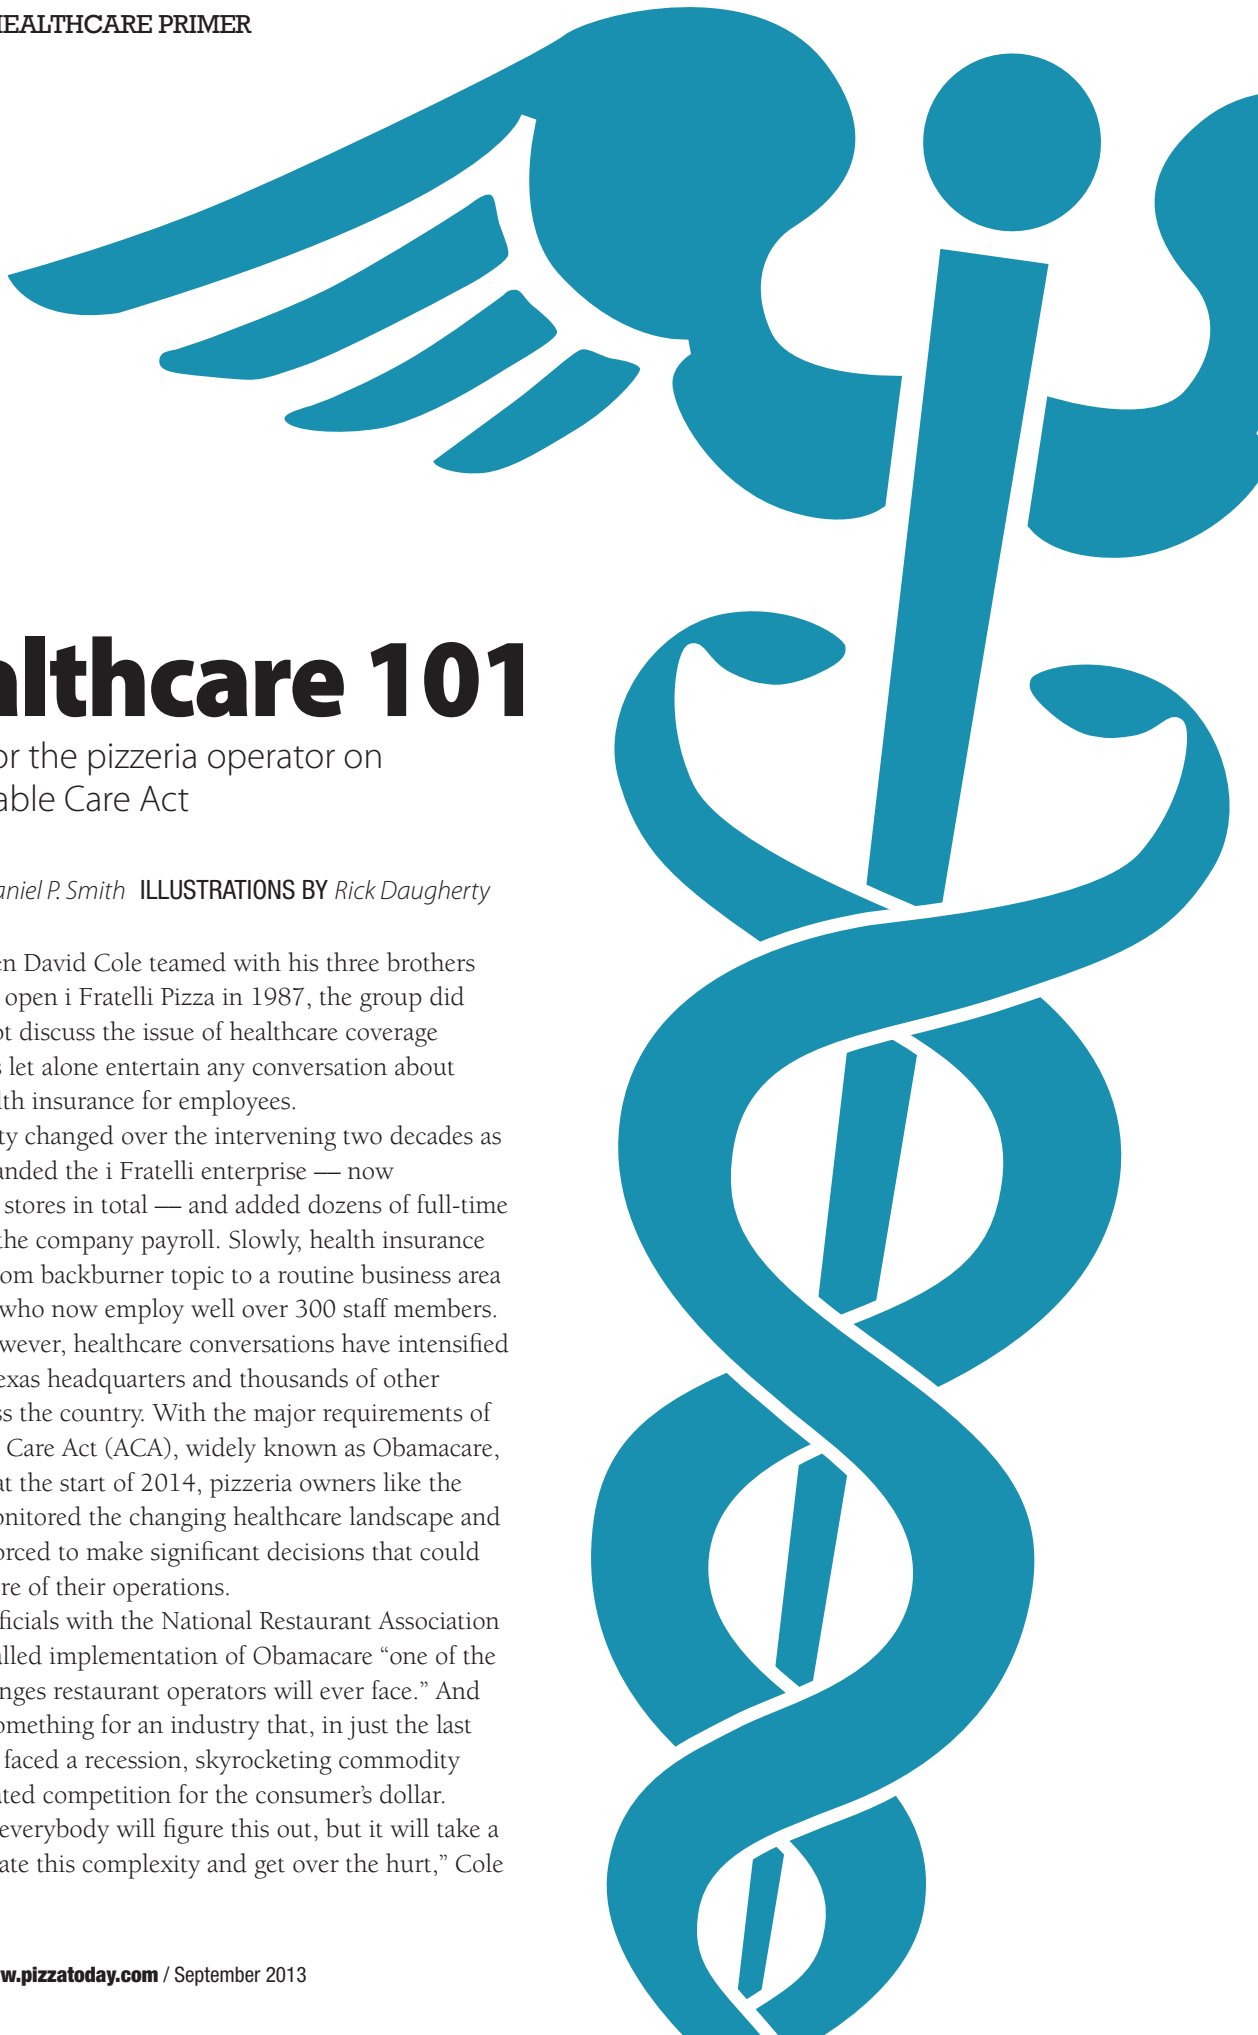 HEALTHCARE PRIMER
althcare 101
or the pizzeria operator on
able Care Act
aniel P. Smith ILLUSTRATIONS BY Rick Daugherty
en David Cole teamed with his three brothers
open i Fratelli Pizza in 1987, the group did
ot discuss the issue of healthcare coverage
s let alone entertain any conversation about
lth insurance for employees.
ty changed over the intervening two decades as
anded the i Fratelli enterprise — now
stores in total — and added dozens of full-time
the company payroll. Slowly, health insurance
om backburner topic to a routine business area
who now employ well over 300 staff members.
wever, healthcare conversations have intensified
exas headquarters and thousands of other
ss the country. With the major requirements of
Care Act (ACA), widely known as Obamacare,
at the start of 2014, pizzeria owners like the
onitored the changing healthcare landscape and
orced to make significant decisions that could
re of their operations.
ficials with the National Restaurant Association
alled implementation of Obamacare “one of the
nges restaurant operators will ever face.” And
omething for an industry that, in just the last
faced a recession, skyrocketing commodity
ated competition for the consumer’s dollar.
everybody will figure this out, but it will take a
ate this complexity and get over the hurt,” Cole
w.pizzatoday.com / September 2013